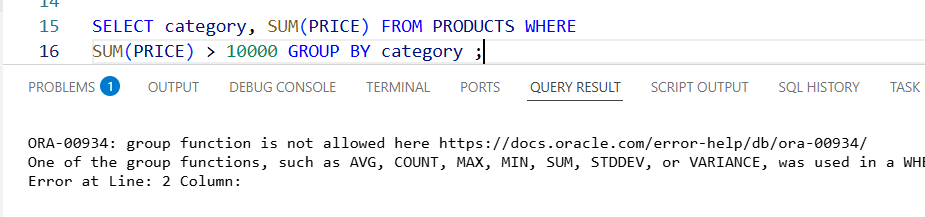 14
15 SELECT category, SUM(PRICE) FROM PRODUCTS WHERE
16 SUM(PRICE) > 10000 GROUP BY category ;
PROBLEMS 1 OUTPUT DEBUG CONSOLE TERMINAL PORTS QUERY RESULT SCRIPT OUTPUT SQL HISTORY TASK
ORA-00934: group function is not allowed here https://docs.oracle.com/error-help/db/ora-00934/
One of the group functions, such as AVG, COUNT, MAX, MIN, SUM, STDDEV, or VARIANCE, was used in a WHE
Error at Line: 2 Column: